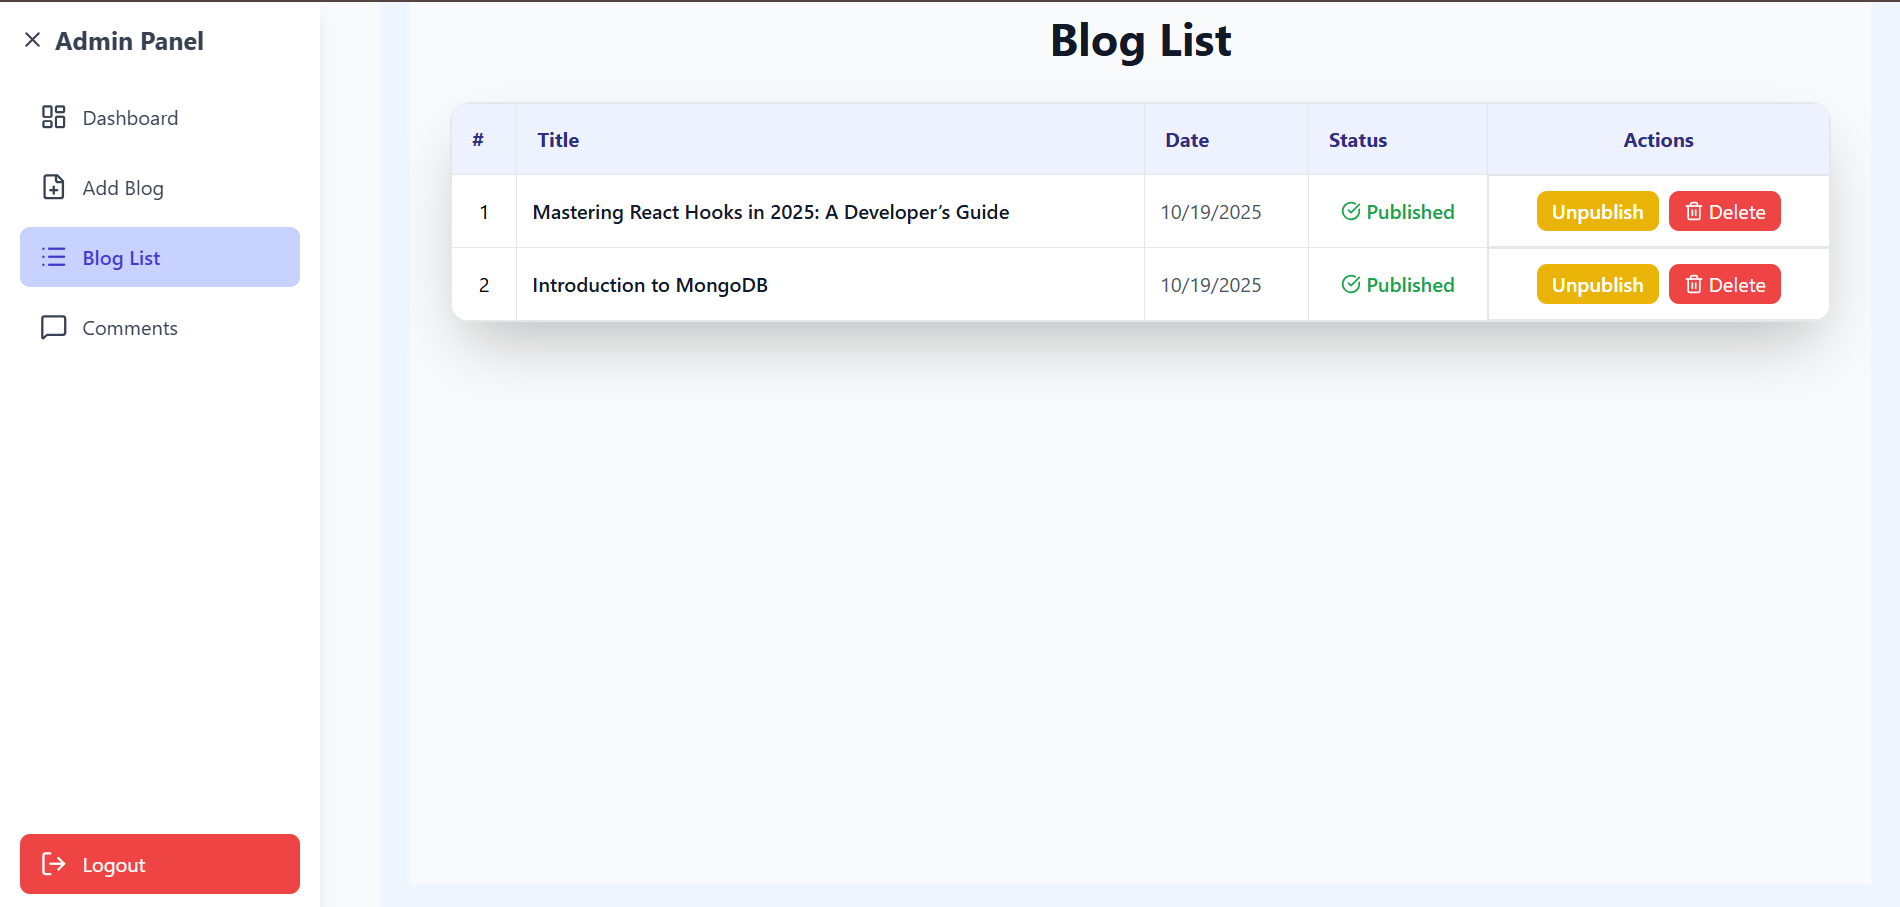 Admin Panel
Dashboard
Add Blog
Blog List
Comments
Logout
Blog List
# Title Date Status Actions
1 Mastering React Hooks in 2025: A Developer’s Guide 10/19/2025 Published Unpublish Delete
2 Introduction to MongoDB 10/19/2025 Published Unpublish Delete